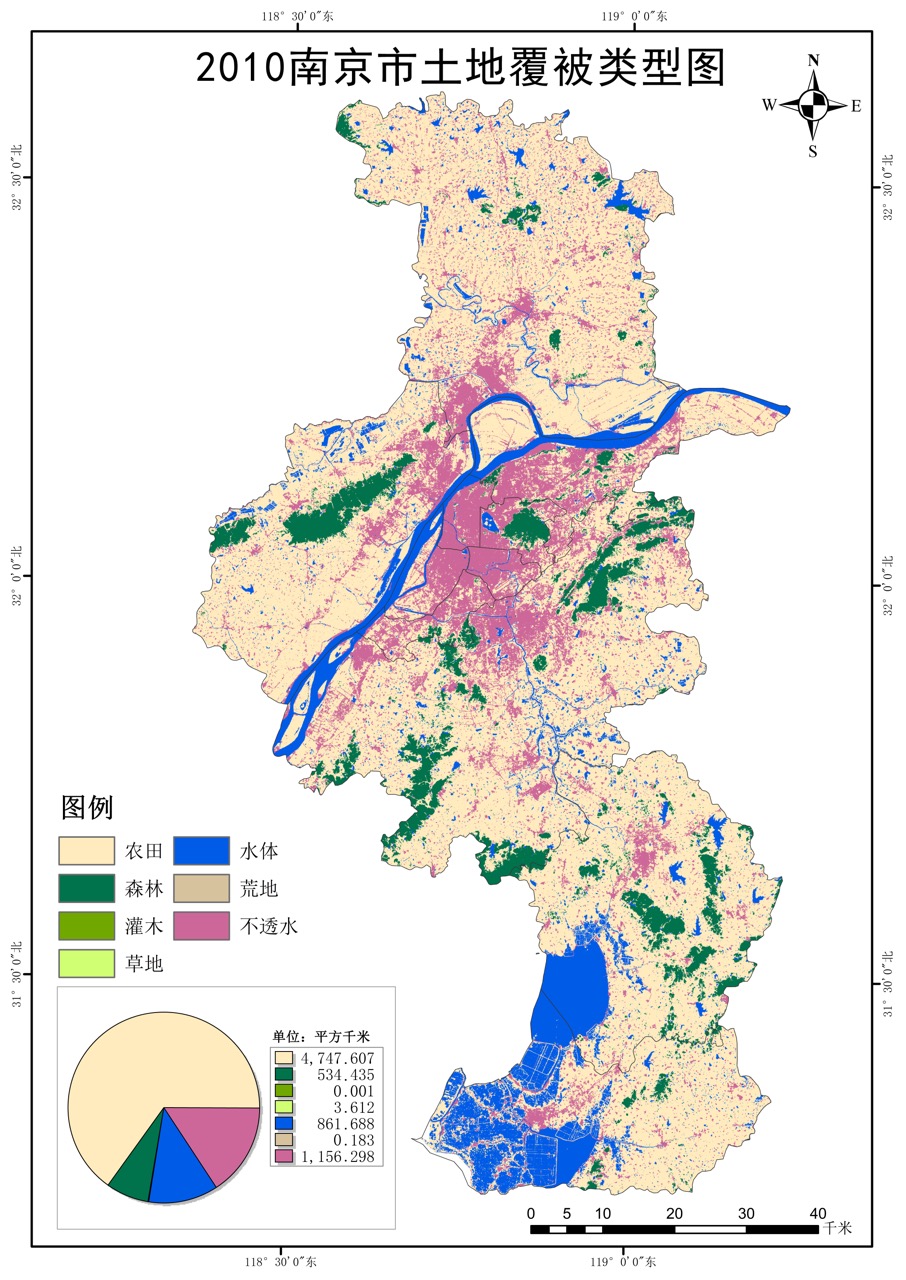 118° 30′0″东
119° 0′0″东
2010南京市土地覆被类型图
N
W
E
S
32° 30′0″北
32° 30′0″北
32° 0′0″北
32° 0′0″北
图例
农田
水体
森林
荒地
灌木
不透水
草地
31° 30′0″北
31° 30′0″北
单位: 平方千米
4,747.607
534.435
0.001
3.612
861.688
0.183
1,156.298
0 5 10 20 30 40
千米
118° 30′0″东
119° 0′0″东